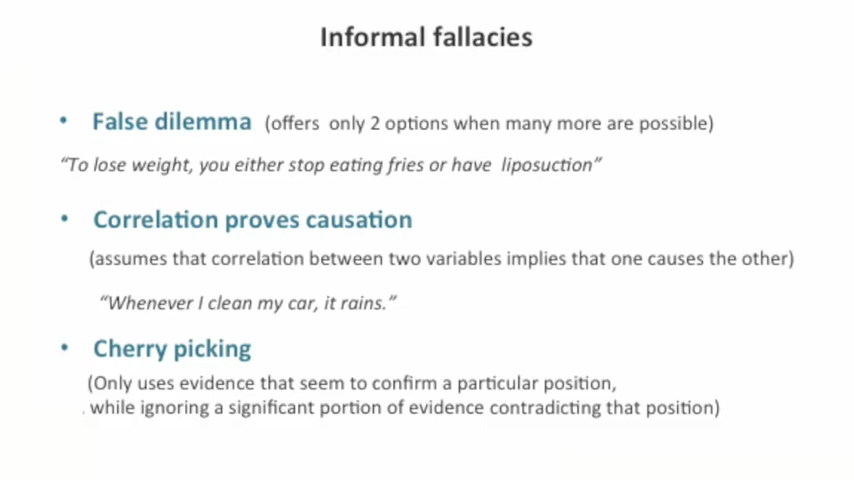 Informal fallacies
• False dilemma (offers only 2 options when many more are possible)
“To lose weight, you either stop eating fries or have liposuction”
• Correlation proves causation
(assumes that correlation between two variables implies that one causes the other)
“Whenever I clean my car, it rains.”
• Cherry picking
(Only uses evidence that seem to confirm a particular position,
. while ignoring a significant portion of evidence contradicting that position)